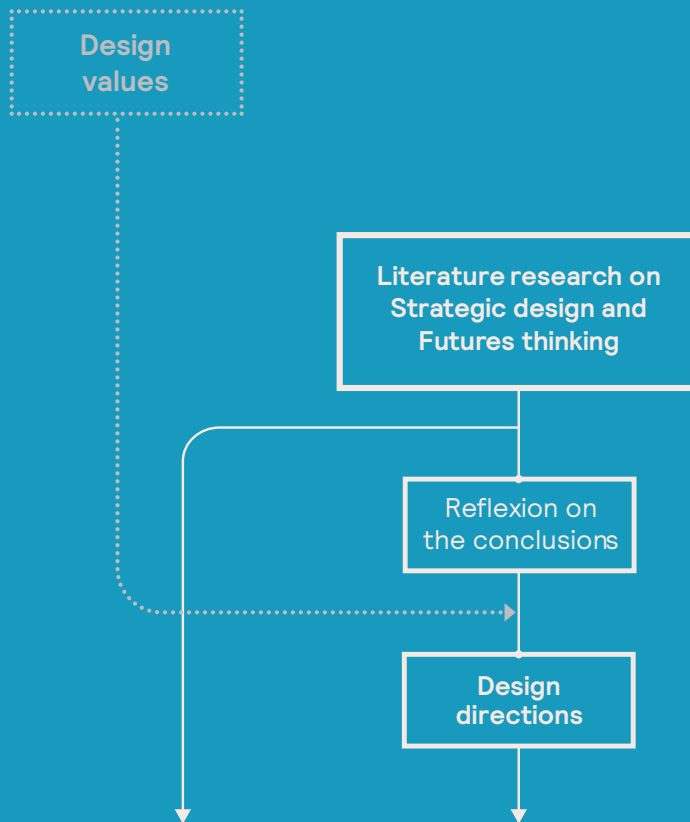 Design
values
Literature research on
Strategic design and
Futures thinking
Reflexion on
the conclusions
Design
directions